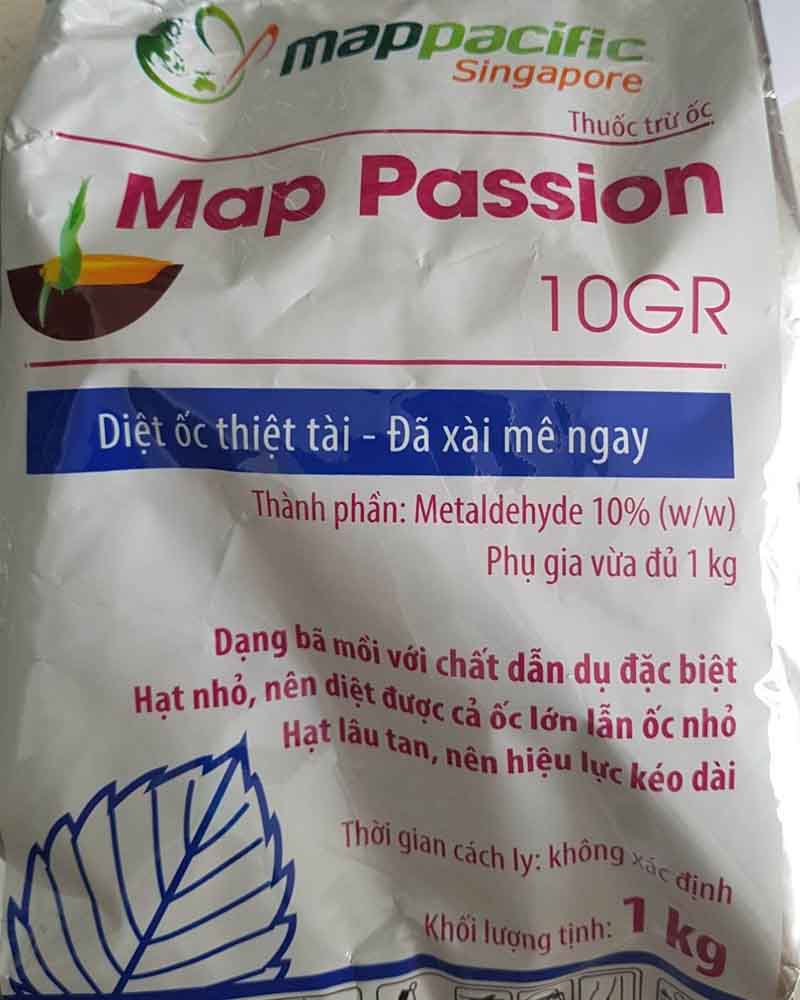 mappacific
Singapore
Thuốc trừ ốc
Map Passion
10GR
Diệt ốc thiệt tài - Đã xài mê ngay
Thành phần: Metaldehyde 10% (w/w)
Phụ gia vừa đủ 1 kg
Dạng bã mồi với chất dẫn dụ đặc biệt
Hạt nhỏ, nên diệt được cả ốc lớn lẫn ốc nhỏ
Hạt lâu tan, nên hiệu lực kéo dài
Thời gian cách ly: không xác định
Khối lượng tịnh: 1 kg